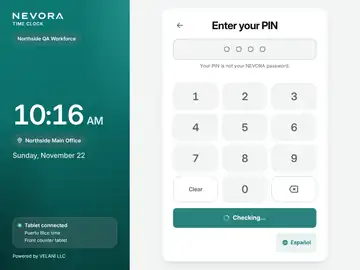 NEVORA
TIME CLOCK
Northside QA Workforce
10:16 AM
Northside Main Office
Sunday, November 22
Tablet connected
Puerto Rico time
Front counter tablet
Powered by VELANI LLC
Enter your PIN
Your PIN is not your NEVORA password.
1 2 3
4 5 6
7 8 9
Clear 0
Checking...
Español